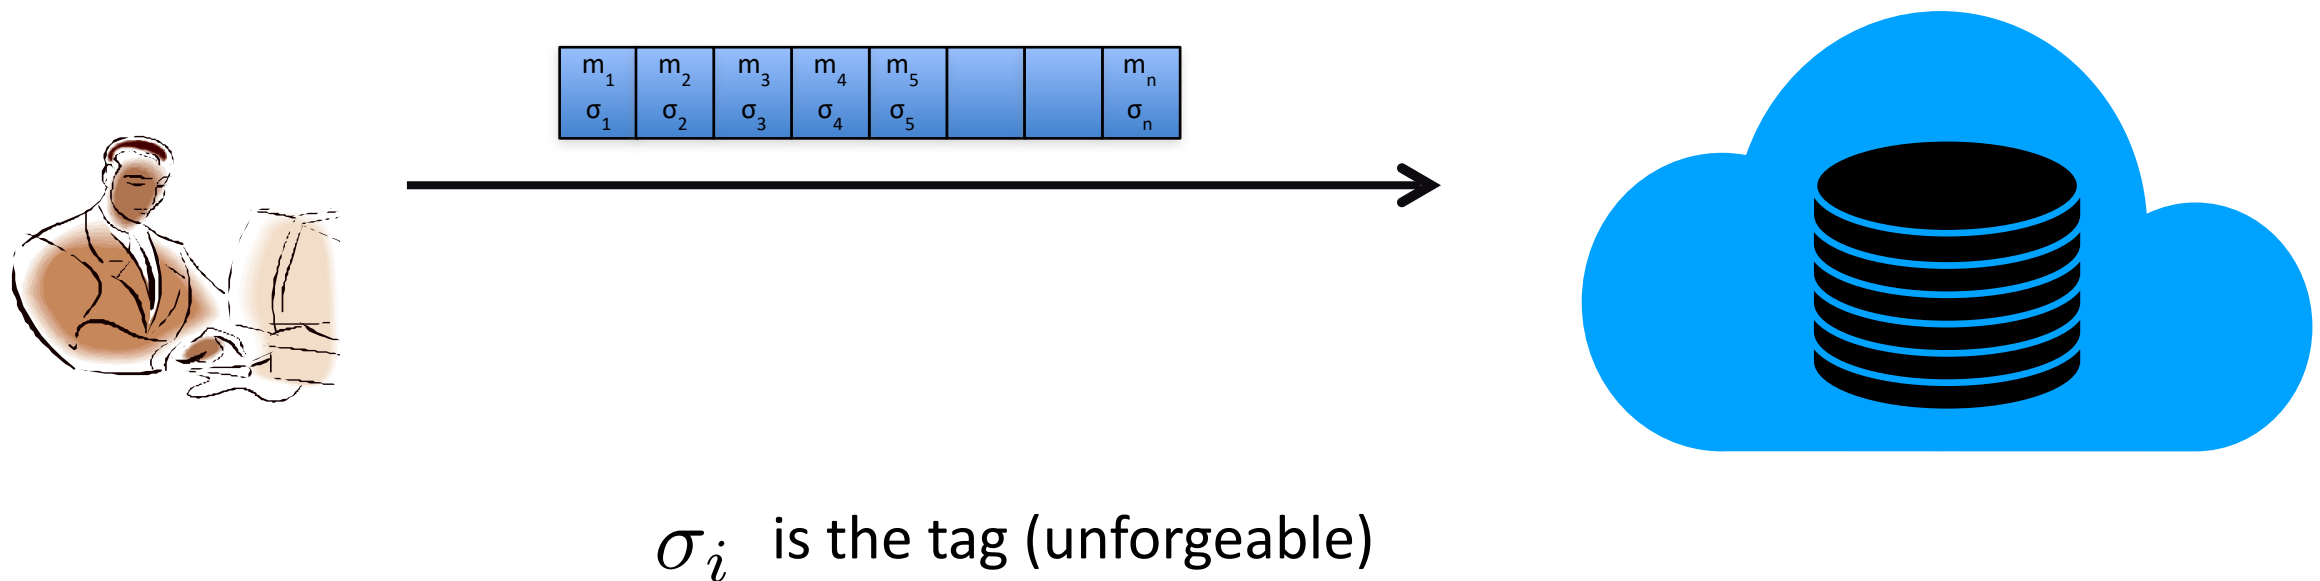 m₁ m₂ m₃ m₄ m₅ mₙ
σ₁ σ₂ σ₃ σ₄ σ₅ σₙ
σᵢ is the tag (unforgeable)